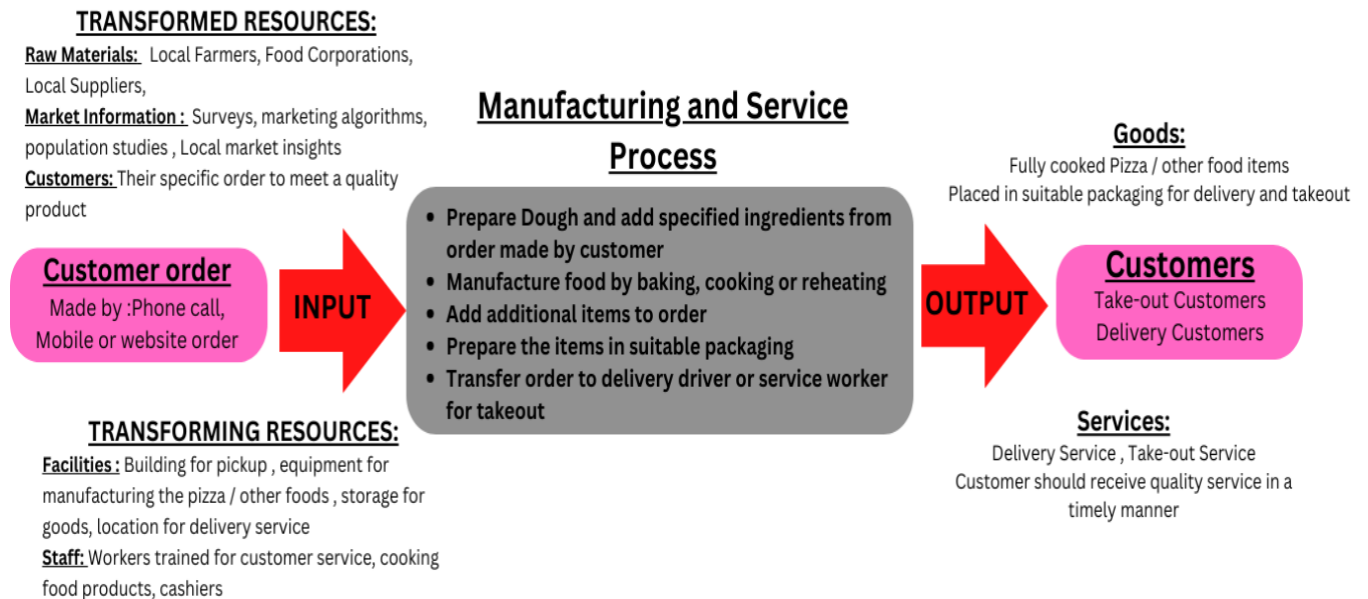 TRANSFORMED RESOURCES:
Raw Materials: Local Farmers, Food Corporations,
Local Suppliers,
Market Information : Surveys, marketing algorithms,
population studies , Local market insights
Customers: Their specific order to meet a quality
product
Customer order
Made by :Phone call,
Mobile or website order
INPUT
TRANSFORMING RESOURCES:
Facilities : Building for pickup , equipment for
manufacturing the pizza / other foods , storage for
goods, location for delivery service
Staff: Workers trained for customer service, cooking
food products, cashiers
Manufacturing and Service
Process
• Prepare Dough and add specified ingredients from
order made by customer
• Manufacture food by baking, cooking or reheating
• Add additional items to order
• Prepare the items in suitable packaging
• Transfer order to delivery driver or service worker
for takeout
OUTPUT
Goods:
Fully cooked Pizza / other food items
Placed in suitable packaging for delivery and takeout
Customers
Take-out Customers
Delivery Customers
Services:
Delivery Service , Take-out Service
Customer should receive quality service in a
timely manner